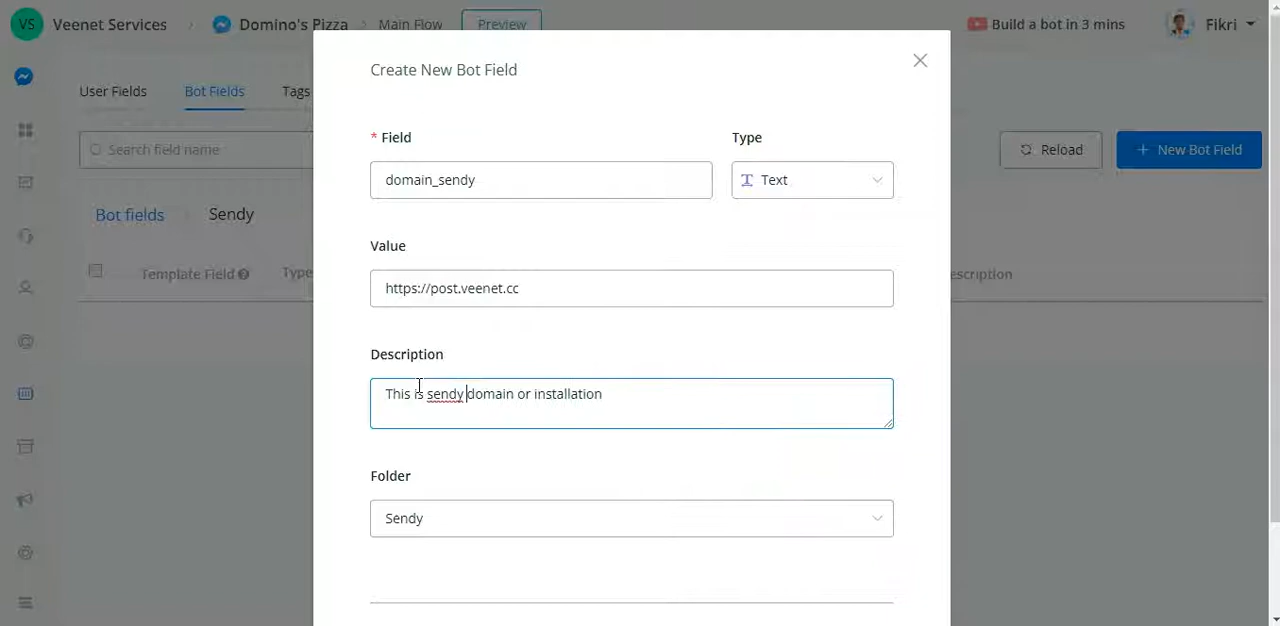 VS Veenet Services Domino's Pizza Main Flow Preview Build a bot in 3 mins Fikri
Create New Bot Field
User Fields Bot Fields Tags
* Field Type
Search field name
domain_sendy T Text
Reload + New Bot Field
Bot fields Sendy
Value
Template Field Type
https://post.veenet.cc
escription
Description
This is sendy domain or installation
Folder
Sendy